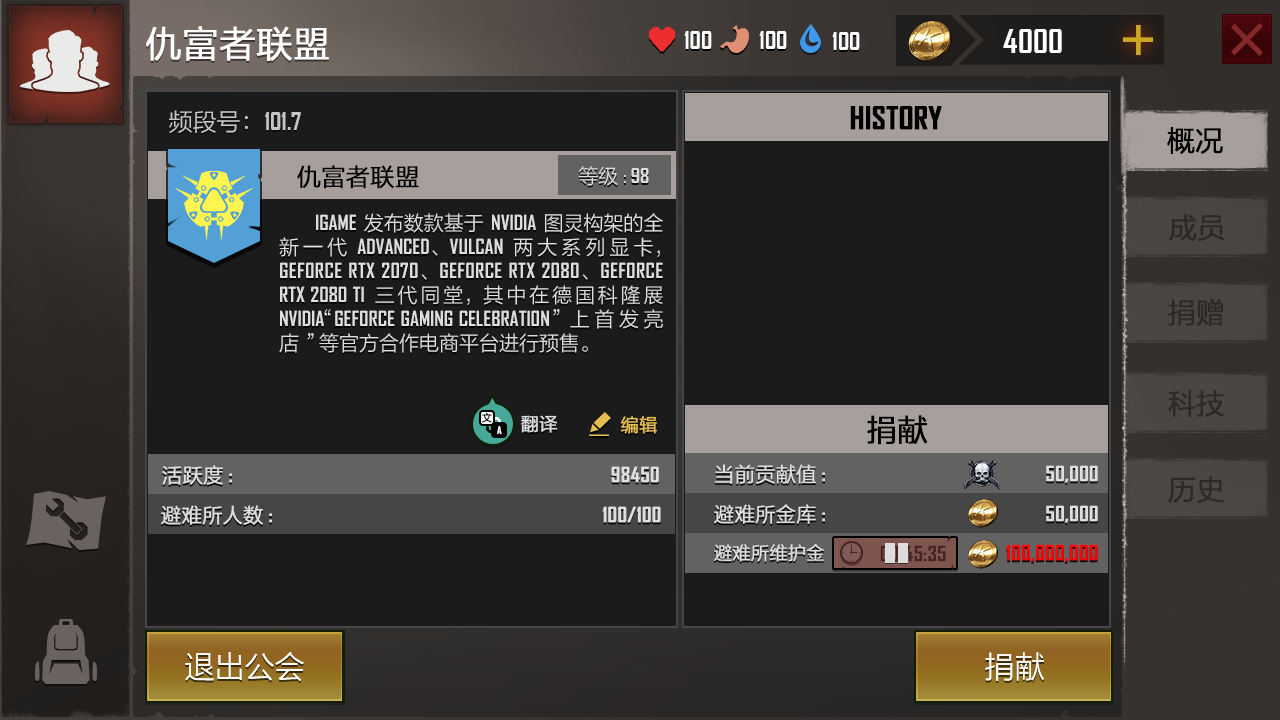 仇富者联盟
100 100 100
4000
频段号：101.7
仇富者联盟
等级 : 98
IGAME 发布数款基于 NVIDIA 图灵构架的全
新一代 ADVANCED、VULCAN 两大系列显卡，
GEFORCE RTX 2070、GEFORCE RTX 2080、GEFORCE
RTX 2080 TI 三代同堂，其中在德国科隆展
NVIDIA“GEFORCE GAMING CELEBRATION” 上首发亮
店 ”等官方合作电商平台进行预售。
文
A
翻译
编辑
活跃度 : 98450
避难所人数 : 100/100
退出公会
HISTORY
捐献
当前贡献值 : 50,000
避难所金库 : 50,000
避难所维护金 45:35 100,000,000
捐献
概况
成员
捐赠
科技
历史